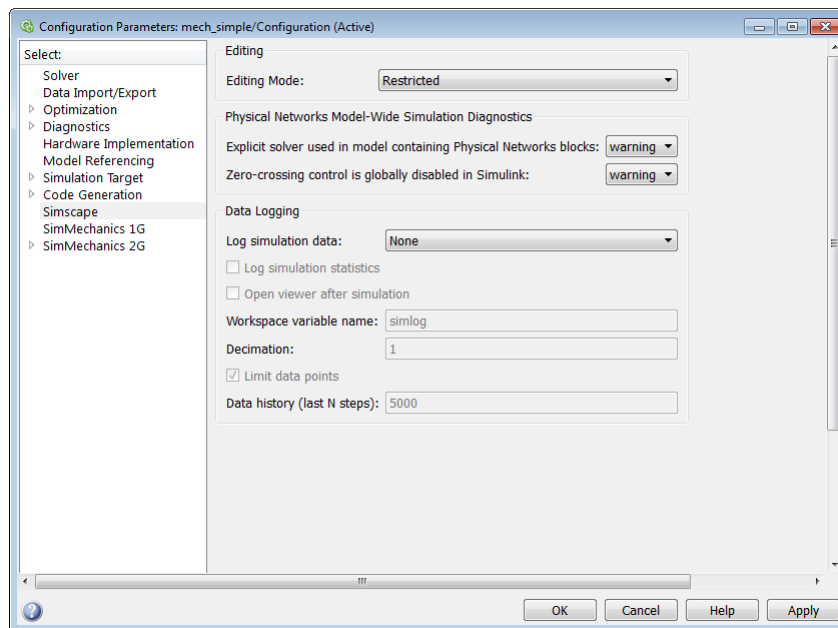 Configuration Parameters: mech_simple/Configuration (Active)
Select:
Solver
Data Import/Export
Optimization
Diagnostics
Hardware Implementation
Model Referencing
Simulation Target
Code Generation
Simscape
SimMechanics 1G
SimMechanics 2G
Editing
Editing Mode: Restricted
Physical Networks Model-Wide Simulation Diagnostics
Explicit solver used in model containing Physical Networks blocks: warning
Zero-crossing control is globally disabled in Simulink: warning
Data Logging
Log simulation data: None
Log simulation statistics
Open viewer after simulation
Workspace variable name: simlog
Decimation: 1
Limit data points
Data history (last N steps): 5000
OK Cancel Help Apply